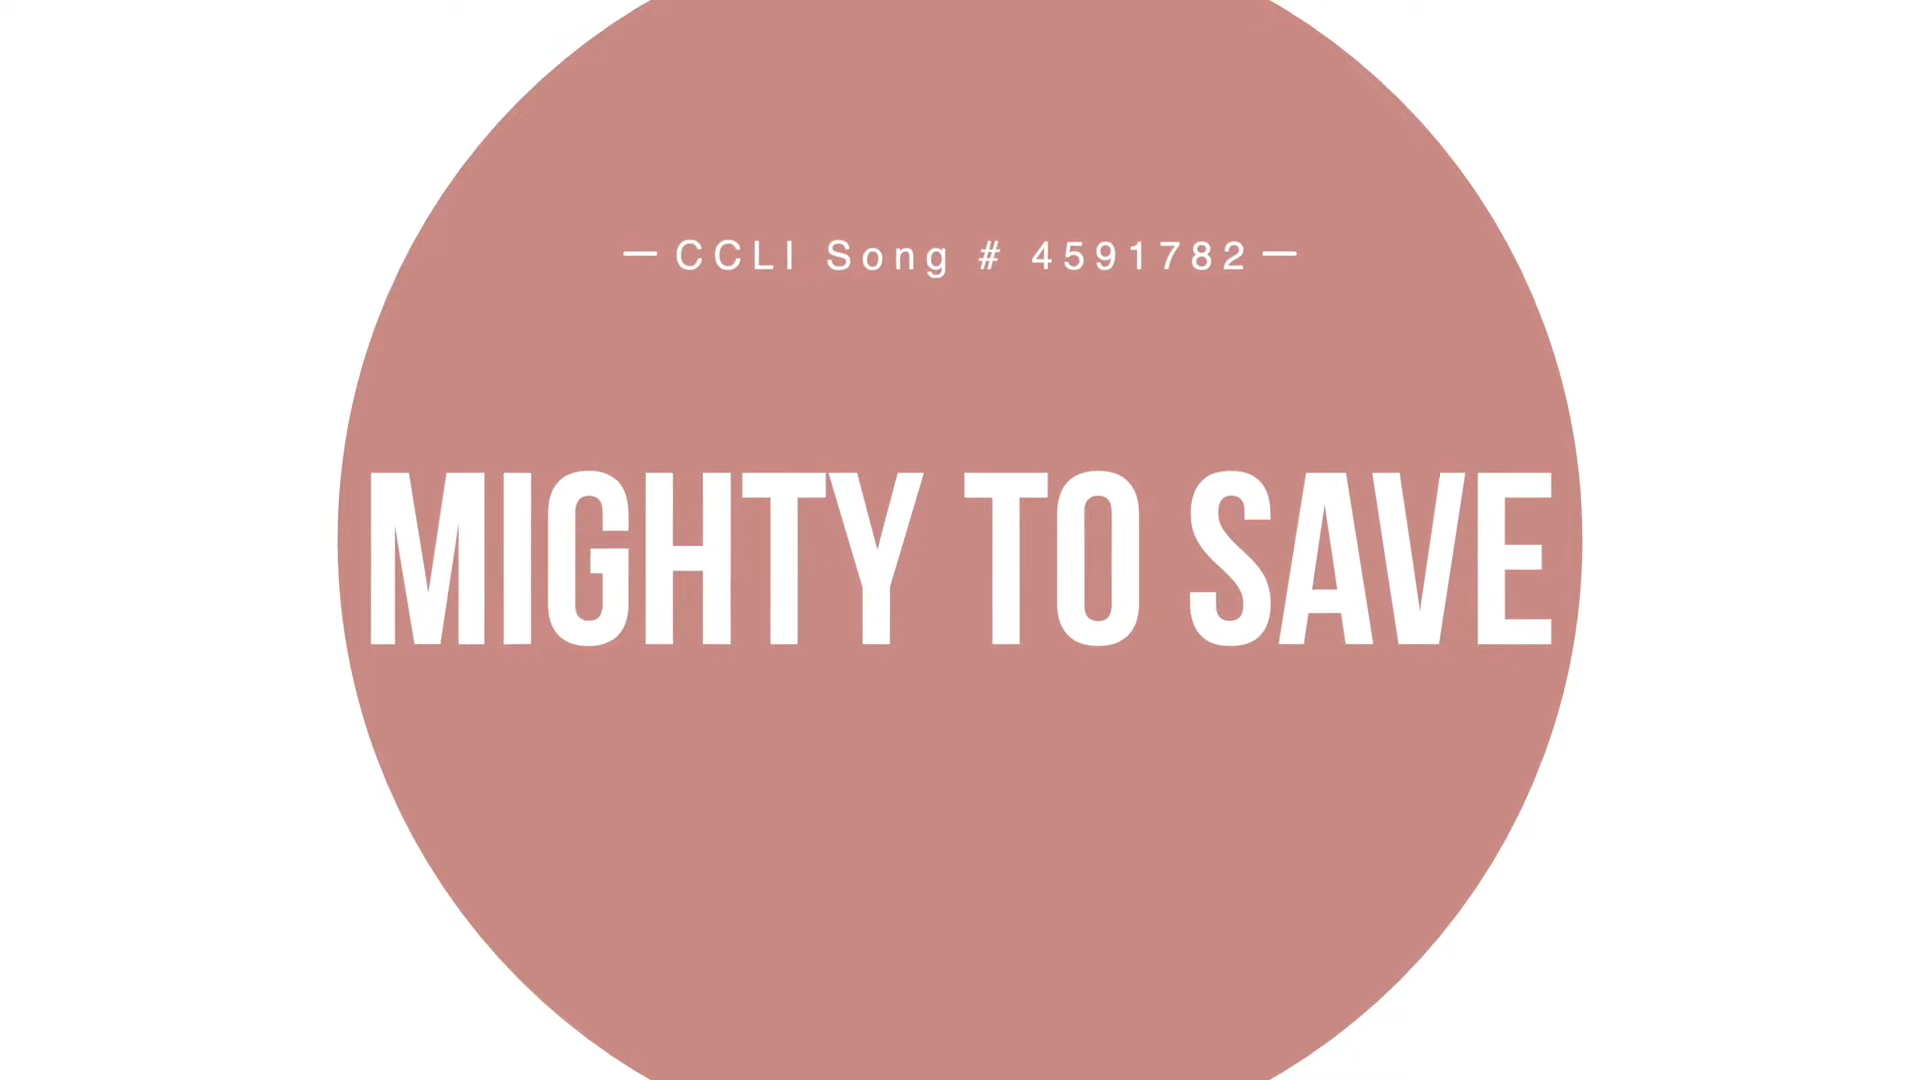 — CCLI Song # 4591782 —
MIGHTY TO SAVE